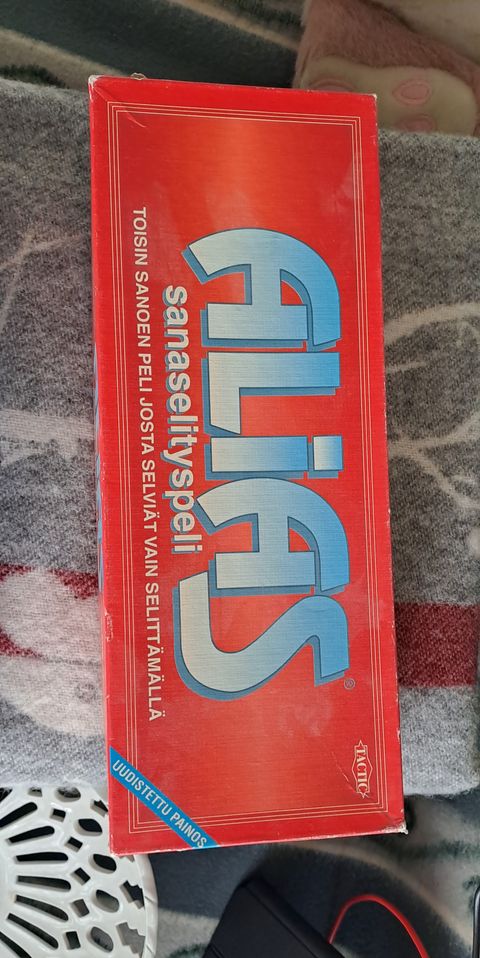 TACTIC
ALIAS®
sanaselityspeli
TOISIN SANOEN PELI JOSTA SELVIÄT VAIN SELITTÄMÄLLÄ
UUDISTETTU PAINOS